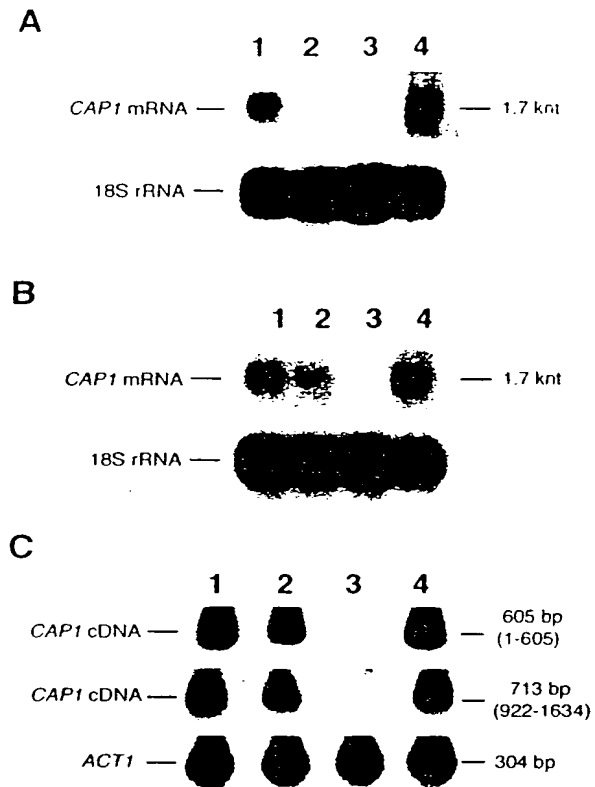 A
1 2 3 4
CAP1 mRNA — — 1.7 knt
18S rRNA —
B
1 2 3 4
CAP1 mRNA — — 1.7 knt
18S rRNA —
C
1 2 3 4
CAP1 cDNA — — 605 bp
(1-605)
CAP1 cDNA — — 713 bp
(922-1634)
ACT1 — — 304 bp